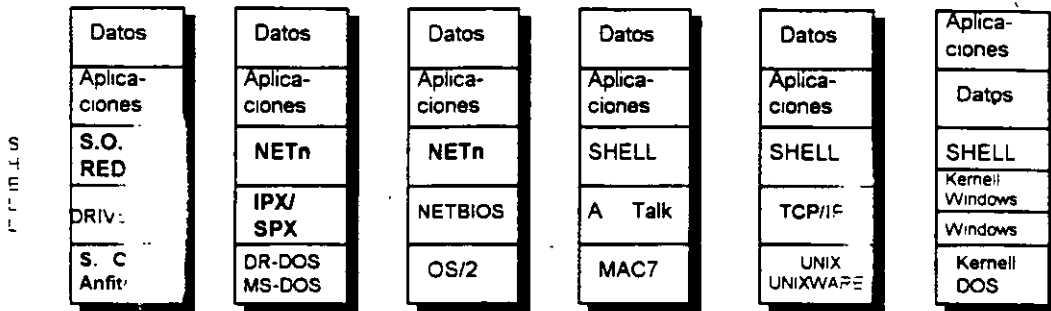 Datos
Aplica-
ciones
S.O.
RED
S.
Datos
Aplica-
ciones
NETn
IPX/
SPX
DR-DOS
MS-DOS
Datos
Aplica-
ciones
NETn
NETBIOS
OS/2
Datos
Aplica-
ciones
SHELL
A Talk
MAC7
Datos
Aplica-
ciones
SHELL
UNIX
UNIXWARE
Aplica-
ciones
Datos
SHELL
Kernell
Windows
Windows
Kernell
DOS